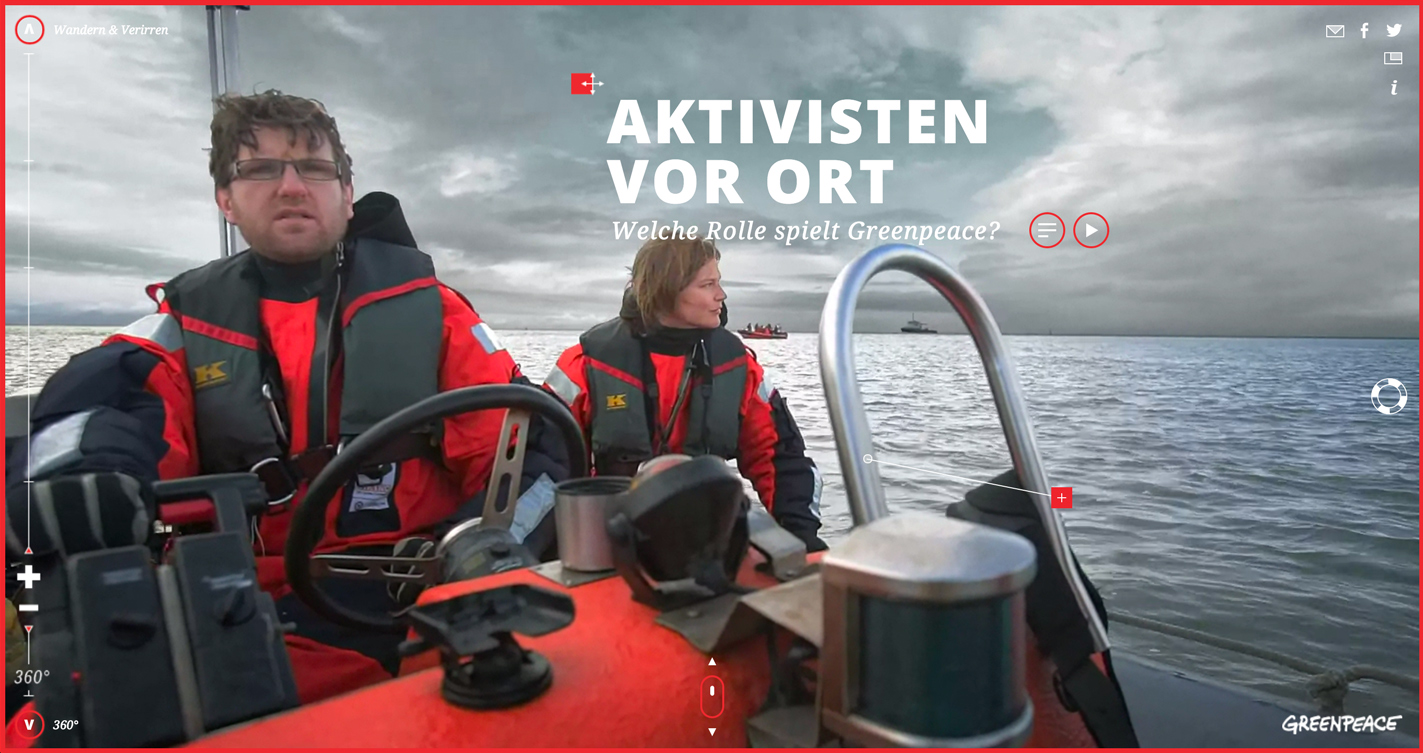 Wandern & Verirren
AKTIVISTEN
VOR ORT
Welche Rolle spielt Greenpeace?
K
K
360°
360°
GREENPEACE